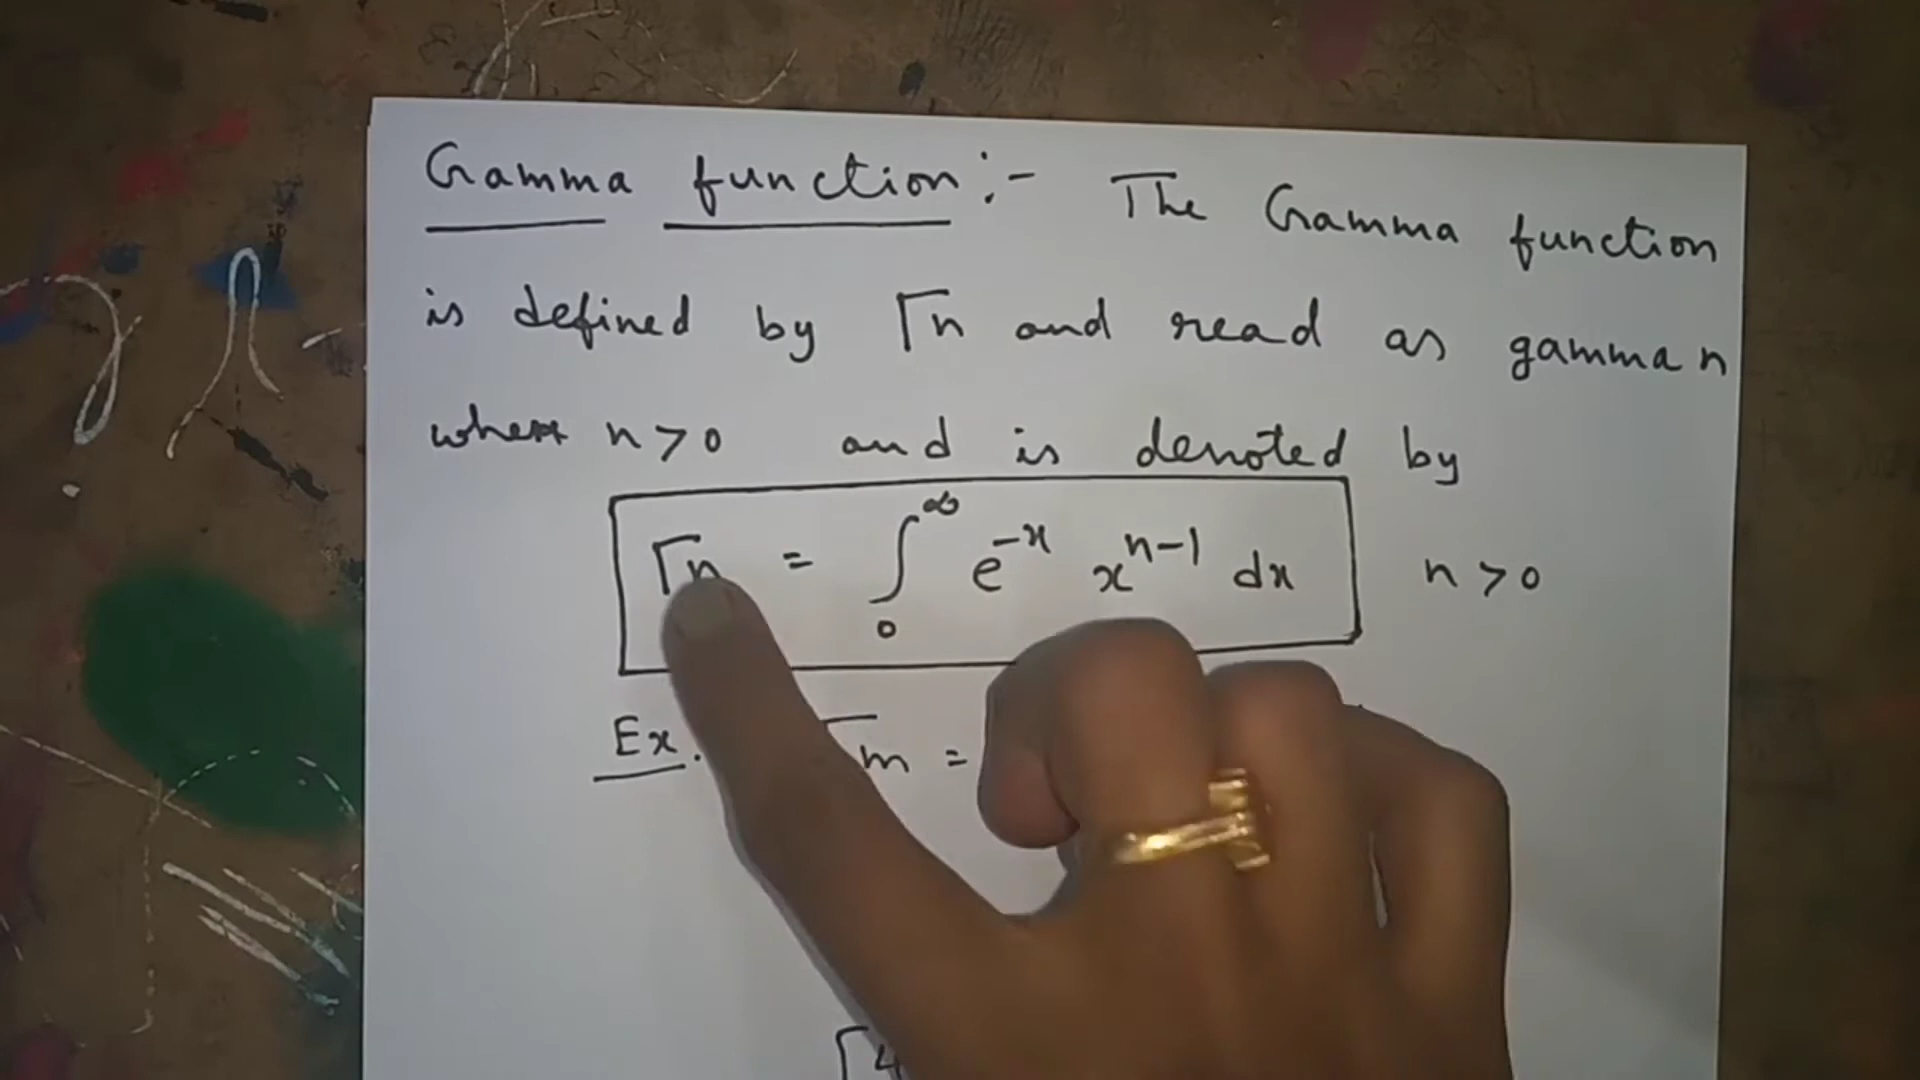 Gamma function :- The Gamma function
is defined by Γn and read as gamma n
where n > 0 and is denoted by
Γn = ∫₀^∞ e^{-x} x^{n-1} dx n > 0
Ex. Γm =
Γ4